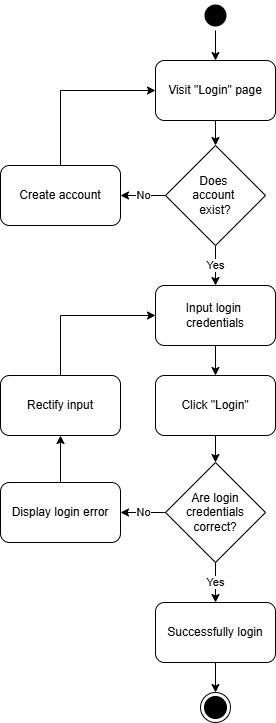 Visit "Login" page
Does
account
exist?
No
Create account
Yes
Input login
credentials
Rectify input
Click "Login"
Are login
credentials
correct?
No
Display login error
Yes
Successfully login